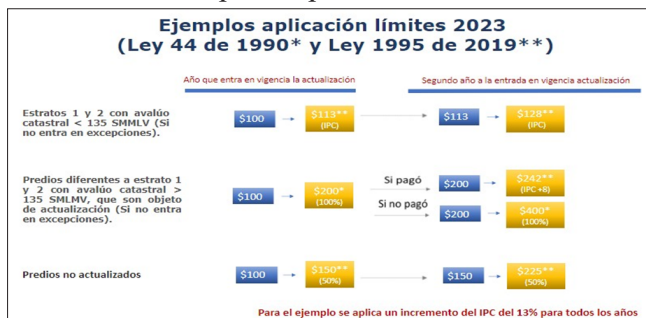 Ejemplos aplicación límites 2023
(Ley 44 de 1990* y Ley 1995 de 2019**)
Año que entra en vigencia la actualización
Segundo año a la entrada en vigencia actualización
Estratos 1 y 2 con avalúo
catastral < 135 SMMLV (Si
no entra en excepciones).
$100
$113**
(IPC)
$113
$128**
(IPC)
Predios diferentes a estrato 1
y 2 con avalúo catastral >
135 SMLMV, que son objeto
de actualización (Si no entra
en excepciones).
$100
$200*
(100%)
Si pagó
$200
$242**
(IPC +8)
Si no pagó
$200
$400*
(100%)
Predios no actualizados
$100
$150**
(50%)
$150
$225**
(50%)
Para el ejemplo se aplica un incremento del IPC del 13% para todos los años